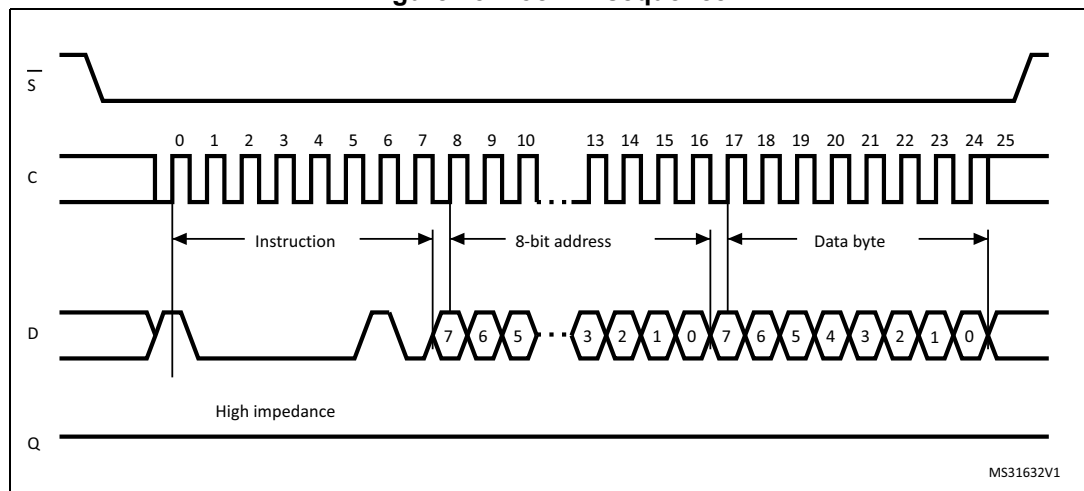 S̅
0 1 2 3 4 5 6 7 8 9 10 13 14 15 16 17 18 19 20 21 22 23 24 25
C
Instruction 8-bit address Data byte
D 7 6 5 3 2 1 0 7 6 5 4 3 2 1 0
High impedance
Q
MS31632V1